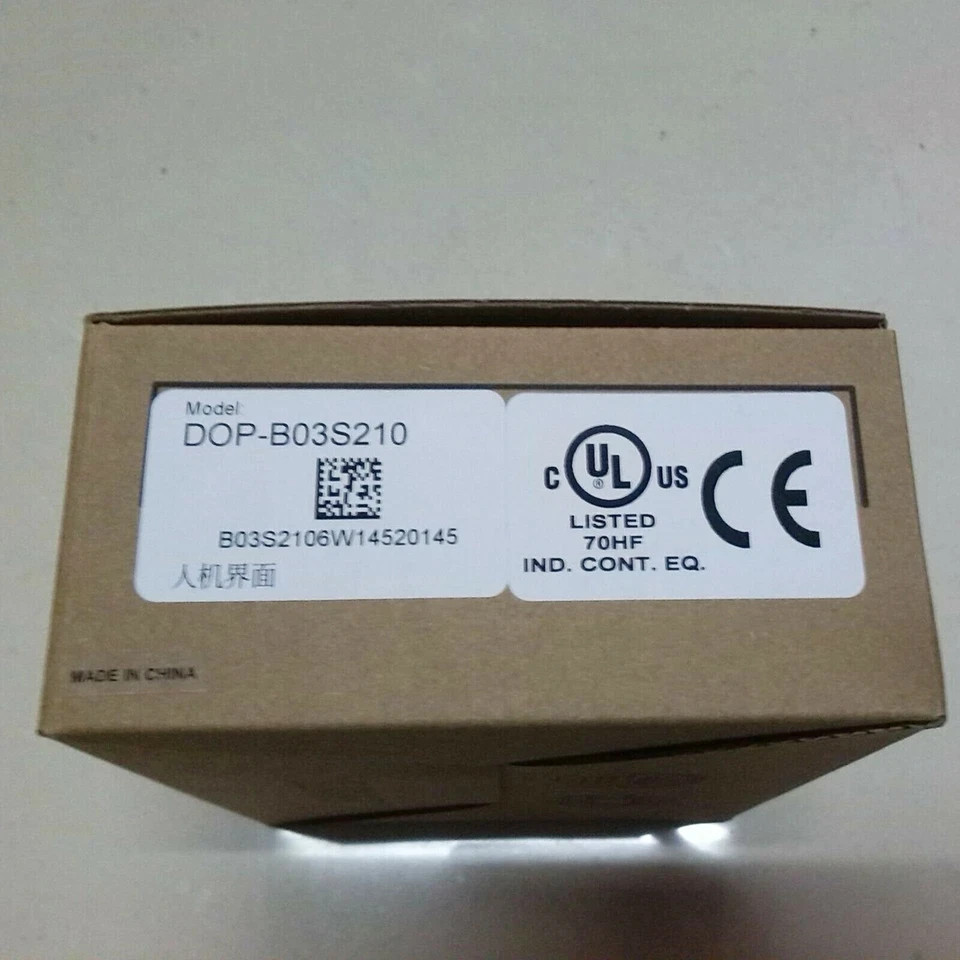 Model:
DOP-B03S210
B03S2106W14520145
人机界面
C UL US CE
®
LISTED
70HF
IND. CONT. EQ.
MADE IN CHINA